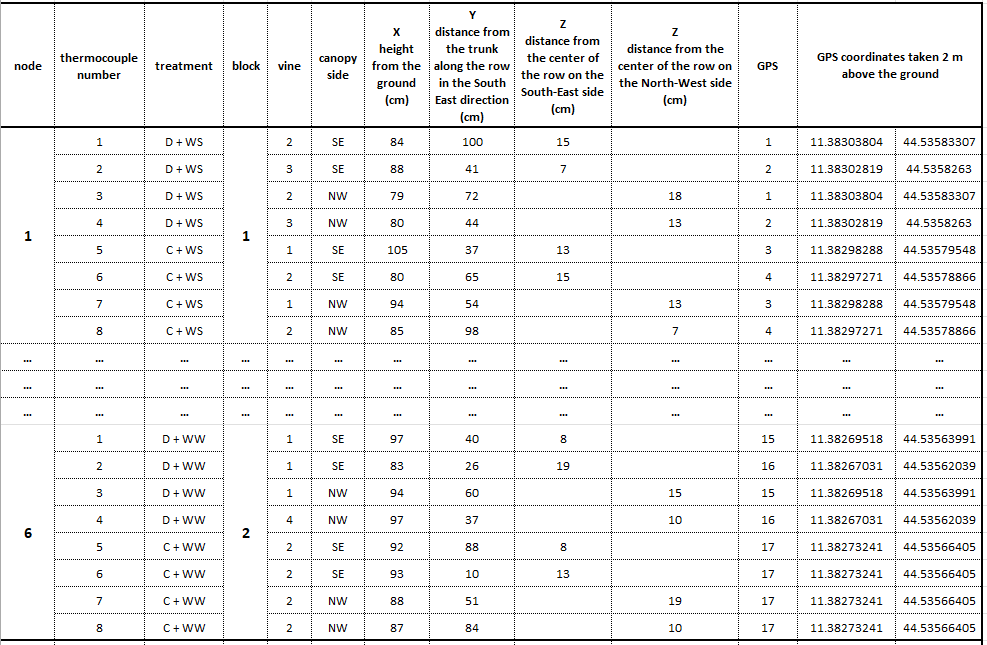 node thermocouple number treatment block vine canopy side X height from the ground (cm) Y distance from the trunk along the row in the South East direction (cm) Z distance from the center of the row on the South-East side (cm) Z distance from the center of the row on the North-West side (cm) GPS GPS coordinates taken 2 m above the ground
1 D + WS 2 SE 84 100 15 1 11.38303804 44.53583307
2 D + WS 3 SE 88 41 7 2 11.38302819 44.5358263
3 D + WS 2 NW 79 72 18 1 11.38303804 44.53583307
4 D + WS 3 NW 80 44 13 2 11.38302819 44.5358263
1 1
5 C + WS 1 SE 105 37 13 3 11.38298288 44.53579548
6 C + WS 2 SE 80 65 15 4 11.38297271 44.53578866
7 C + WS 1 NW 94 54 13 3 11.38298288 44.53579548
8 C + WS 2 NW 85 98 7 4 11.38297271 44.53578866
... ... ... ... ... ... ... ... ... ... ... ... ...
... ... ... ... ... ... ... ... ... ... ... ... ...
... ... ... ... ... ... ... ... ... ... ... ... ...
1 D + WW 1 SE 97 40 8 15 11.38269518 44.53563991
2 D + WW 1 SE 83 26 19 16 11.38267031 44.53562039
3 D + WW 1 NW 94 60 15 15 11.38269518 44.53563991
4 D + WW 4 NW 97 37 10 16 11.38267031 44.53562039
6 2
5 C + WW 2 SE 92 88 8 17 11.38273241 44.53566405
6 C + WW 2 SE 93 10 13 17 11.38273241 44.53566405
7 C + WW 2 NW 88 51 19 17 11.38273241 44.53566405
8 C + WW 2 NW 87 84 10 17 11.38273241 44.53566405